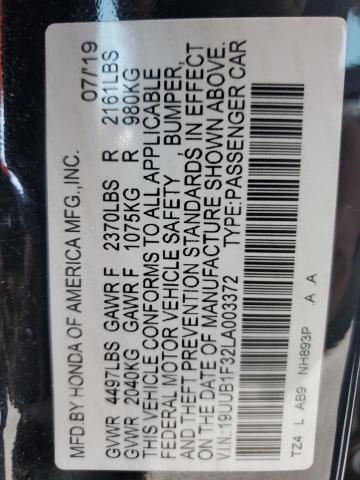 MFD.BY HONDA OF AMERICA MFG.,INC. 07/19
GVWR 4497LBS GAWR F 2370LBS R 2161LBS
GVWR 2040KG GAWR F 1075KG R 980KG
THIS VEHICLE CONFORMS TO ALL APPLICABLE
FEDERAL MOTOR VEHICLE SAFETY BUMPER,
AND THEFT PREVENTION STANDARDS IN EFFECT
ON THE DATE OF MANUFACTURE SHOWN ABOVE.
V.I.N.:19UUB1F32LA003372 TYPE:PASSENGER CAR
TZ4 L AB9 NH893P .A .A